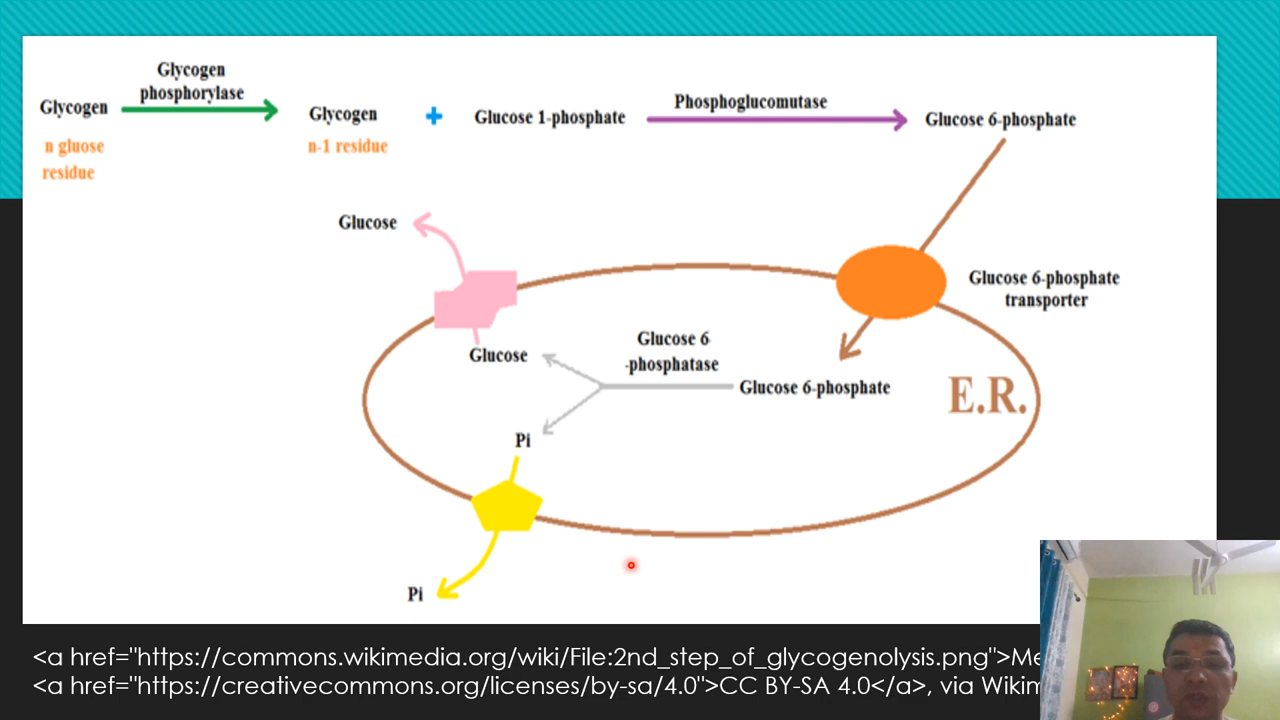 Glycogen
phosphorylase
Glycogen
n gluose
residue
Glycogen
n-1 residue
+
Glucose 1-phosphate
Phosphoglucomutase
Glucose 6-phosphate
Glucose
Glucose 6-phosphate
transporter
Glucose
Glucose 6
-phosphatase
Glucose 6-phosphate
E.R.
Pi
Pi
<a href="https://commons.wikimedia.org/wiki/File:2nd_step_of_glycogenolysis.png">Me
<a href="https://creativecommons.org/licenses/by-sa/4.0">CC BY-SA 4.0</a>, via Wikim